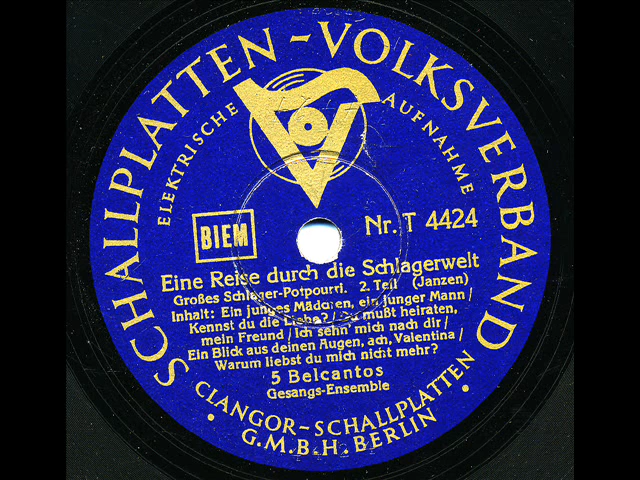 SCHALLPLATTEN-VOLKSVERBAND
ELEKTRISCHE AUFNAHME
BIEM
Nr. T 4424
Eine Reise durch die Schlagerwelt
Großes Schlager-Potpourri. 2. Teil (Janzen)
Inhalt: Ein junges Mädchen, ein junger Mann /
Kennst du die Liebe? / Du mußt heiraten,
mein Freund / Ich sehn' mich nach dir /
Ein Blick aus deinen Augen, ach, Valentina /
Warum liebst du mich nicht mehr?
5 Belcantos
Gesangs-Ensemble
CLANGOR-SCHALLPLATTEN
G.M.B.H. BERLIN